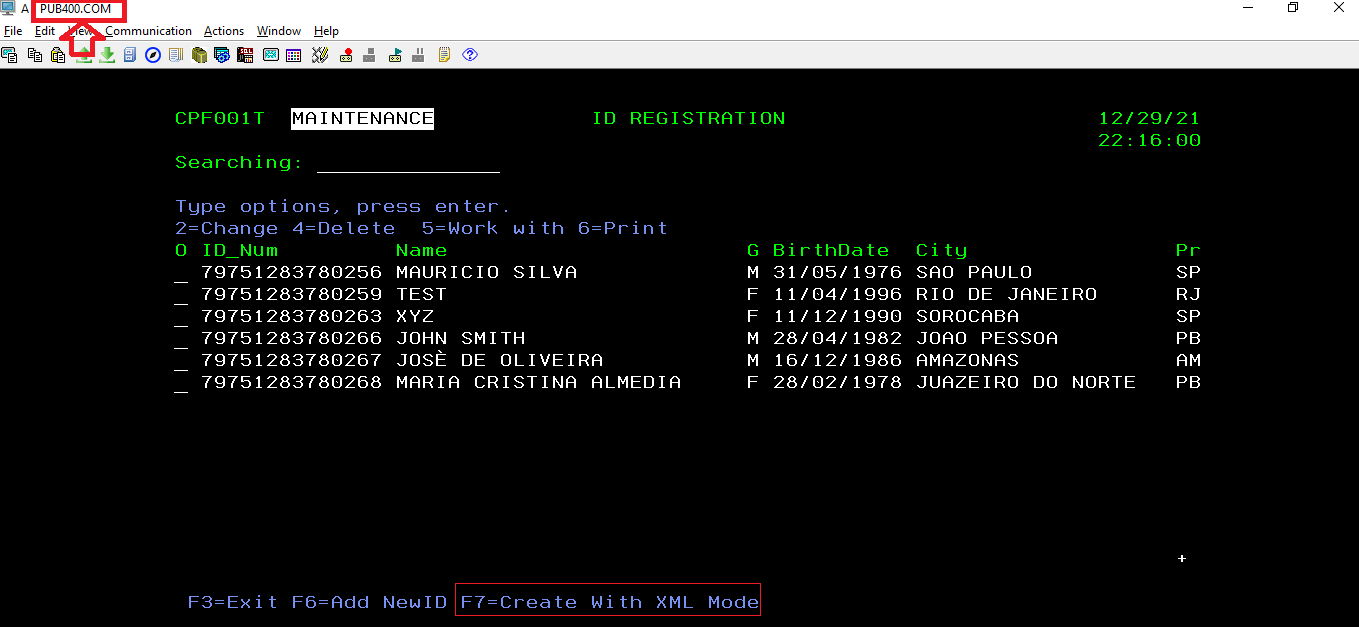 A PUB400.COM
File Edit View Communication Actions Window Help
CPF001T MAINTENANCE ID REGISTRATION 12/29/21
22:16:00
Searching:
Type options, press enter.
2=Change 4=Delete 5=Work with 6=Print
O ID_Num Name G BirthDate City Pr
_ 79751283780256 MAURICIO SILVA M 31/05/1976 SAO PAULO SP
_ 79751283780259 TEST F 11/04/1996 RIO DE JANEIRO RJ
_ 79751283780263 XYZ F 11/12/1990 SOROCABA SP
_ 79751283780266 JOHN SMITH M 28/04/1982 JOAO PESSOA PB
_ 79751283780267 JOSÈ DE OLIVEIRA M 16/12/1986 AMAZONAS AM
_ 79751283780268 MARIA CRISTINA ALMEDIA F 28/02/1978 JUAZEIRO DO NORTE PB
+
F3=Exit F6=Add NewID F7=Create With XML Mode